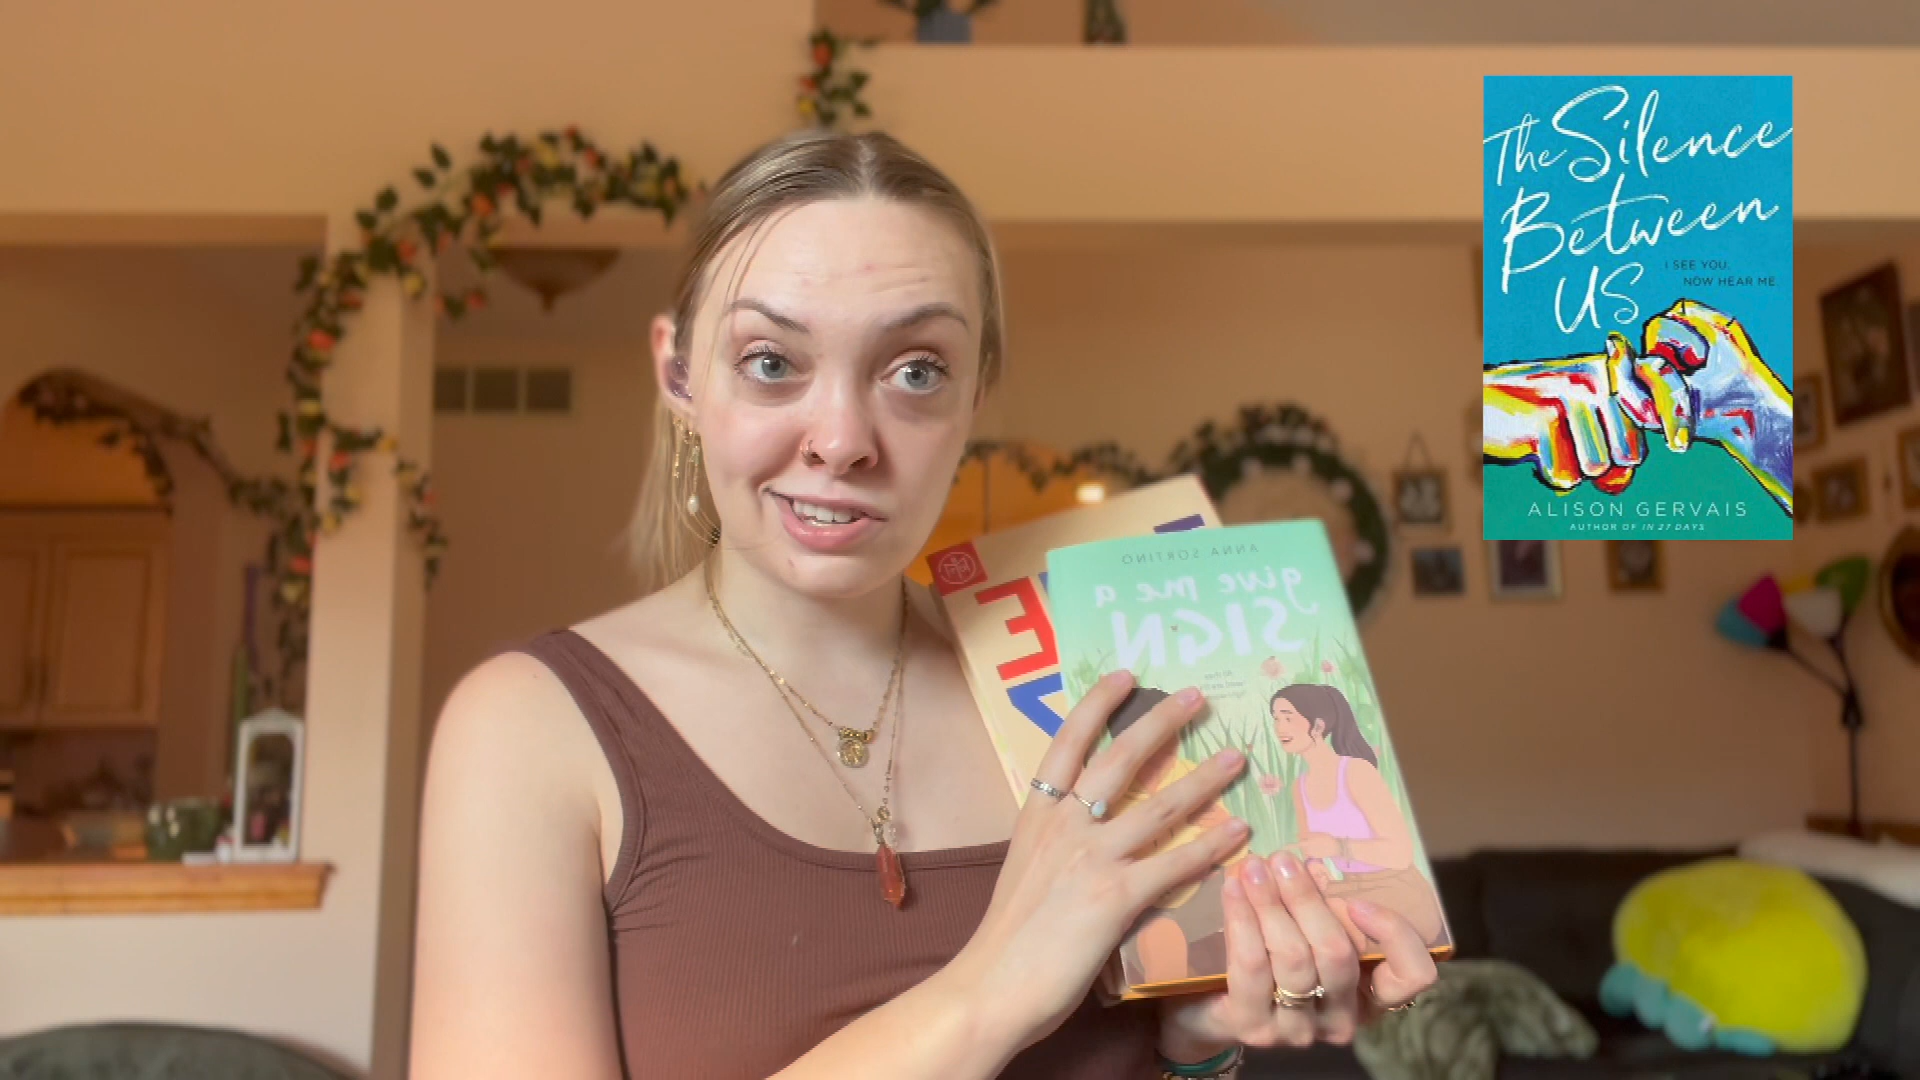 The Silence
Between
US
I SEE YOU.
NOW HEAR ME.
ALISON GERVAIS
AUTHOR OF IN 27 DAYS
ANNA SORTINO
give me a
SIGN